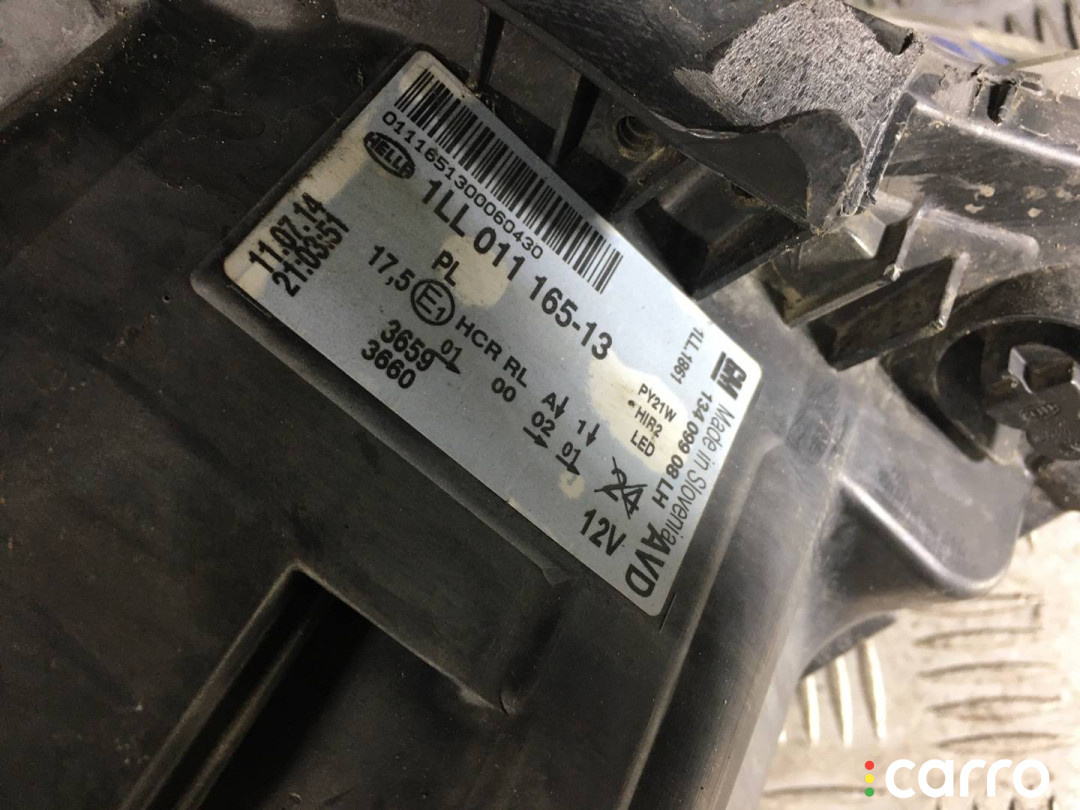 0111651300060430
HELLA
1LL 011 165-13
11.07.14
21:03:57
PL
17,5 E1 HCR RL A 1
01 00 02 01
3659
3660
1LL.1861
PY21W
HIR2
LED
12V
GM 134 099 08 LH
Made in Slovenia
AVD
carro